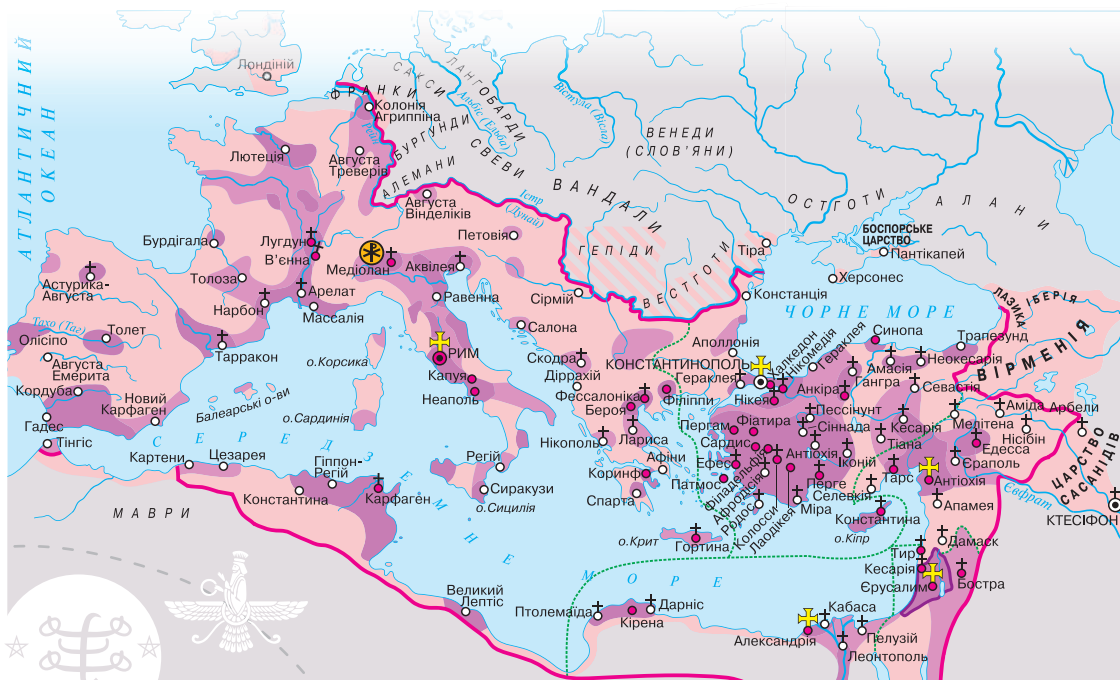 АТЛАНТИЧНИЙ
ОКЕАН
Лондіній
ФРАНКИ
САКСИ
ЛАНГОБАРДИ
Альбіс (Ельба)
Вістула (Вісла)
Колонія
Агриппіна
Рейн
БУРГУНДИ
СВЕВИ
АЛЕМАНИ
ВЕНЕДИ
(СЛОВ’ЯНИ)
ВАНДАЛИ
ОСТГОТИ
АЛАНИ
Лютеція
Августа
Треверів
Августа
Вінделіків
Істр
(Дунай)
ГЕПІДИ
ВЕСТГОТИ
Тіра
БОСПОРСЬКЕ
ЦАРСТВО
Пантікапей
Херсонес
Констанція
ЧОРНЕ МОРЕ
ЛАЗИКА
ІБЕРІЯ
ВІРМЕНІЯ
Бурдігала
Лугдун
В’єнна
Медіолан
Петовія
Аквілея
Астурика-
Августа
Толоза
Арелат
Равенна
Сірмій
Нарбон
Массалія
Салона
Тахо (Таг)
Толет
Олісіпо
Тарракон
о.Корсика
РИМ
Скодра
КОНСТАНТИНОПОЛЬ
Аполлонія
Халкедон
Нікомедія
Гераклея
Синопа
Трапезунд
Августа
Емерита
Кордуба
Новий
Карфаген
Балеарські о-ви
о.Сардинія
Капуя
Неаполь
Діррахій
Гераклея
Фессалоніка
Філіппи
Бероя
Нікея
Анкіра
Гангра
Амасія
Неокесарія
Севастія
Гадес
Тінгіс
СЕРЕДЗЕМНЕ МОРЕ
Картени
Цезарея
Гіппон-
Регій
Константина
Карфаген
Регій
Сиракузи
о.Сицилія
Нікополь
Лариса
Афіни
Коринф
Спарта
Пергам
Фіатира
Сардис
Ефес
Патмос
Філадельфія
Афродісія
Родос
Колосси
Лаодікея
Пессінунт
Сіннада
Антіохія
Іконій
Перге
Міра
Селевкія
Кесарія
Тіана
Тарс
Мелітена
Аміда
Арбели
Нісібін
Едесса
Єраполь
Антіохія
Апамея
Євфрат
ЦАРСТВО
САСАНІДІВ
КТЕСІФОН
МАВРИ
о.Крит
Гортина
Константина
о.Кіпр
Дамаск
Тир
Кесарія
Єрусалим
Бостра
Великий
Лептіс
Птолемаїда
Кірена
Дарніс
Александрія
Кабаса
Пелузій
Леонтополь